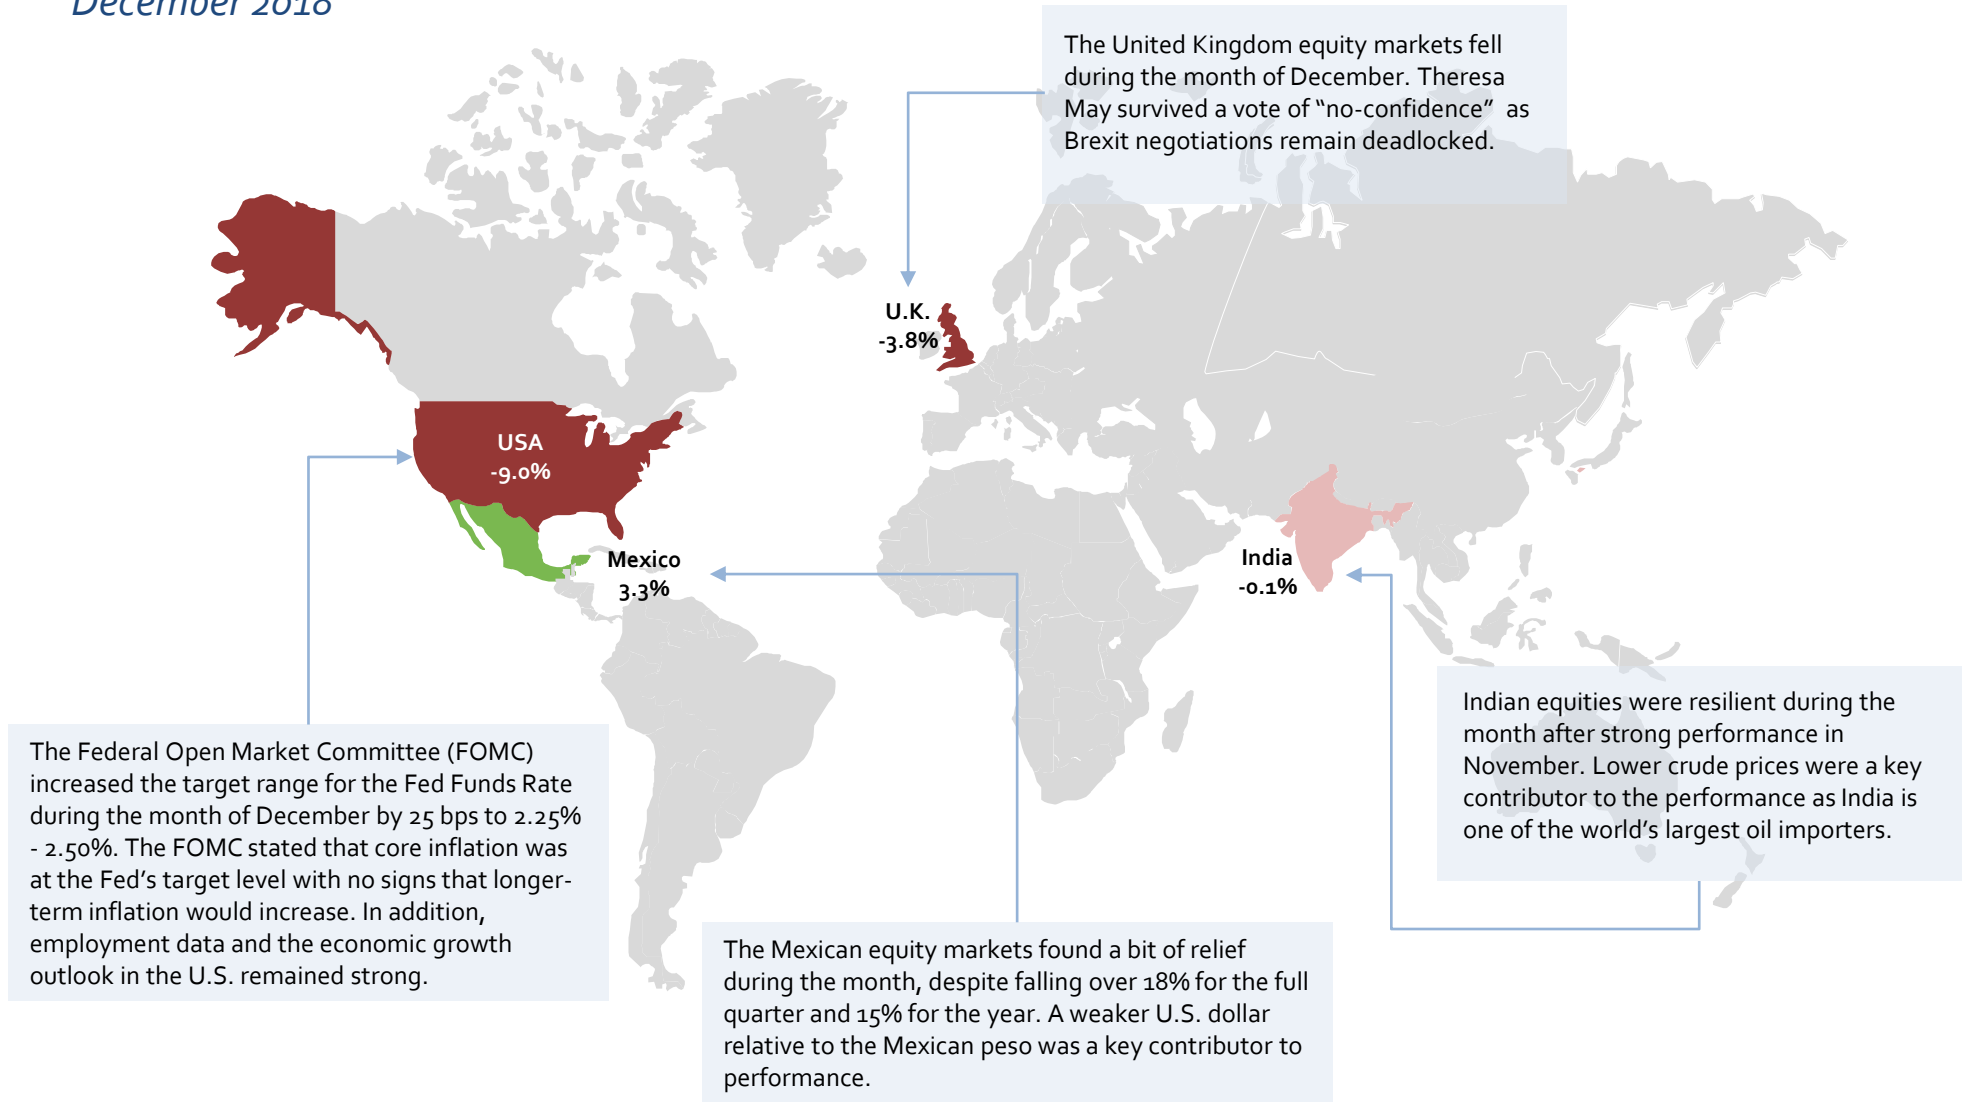 December 2018
The United Kingdom equity markets fell
during the month of December. Theresa
May survived a vote of “no-confidence” as
Brexit negotiations remain deadlocked.
U.K.
-3.8%
USA
-9.0%
Mexico
3.3%
India
-0.1%
Indian equities were resilient during the
month after strong performance in
November. Lower crude prices were a key
contributor to the performance as India is
one of the world’s largest oil importers.
The Federal Open Market Committee (FOMC)
increased the target range for the Fed Funds Rate
during the month of December by 25 bps to 2.25%
- 2.50%. The FOMC stated that core inflation was
at the Fed’s target level with no signs that longer-
term inflation would increase. In addition,
employment data and the economic growth
outlook in the U.S. remained strong.
The Mexican equity markets found a bit of relief
during the month, despite falling over 18% for the full
quarter and 15% for the year. A weaker U.S. dollar
relative to the Mexican peso was a key contributor to
performance.